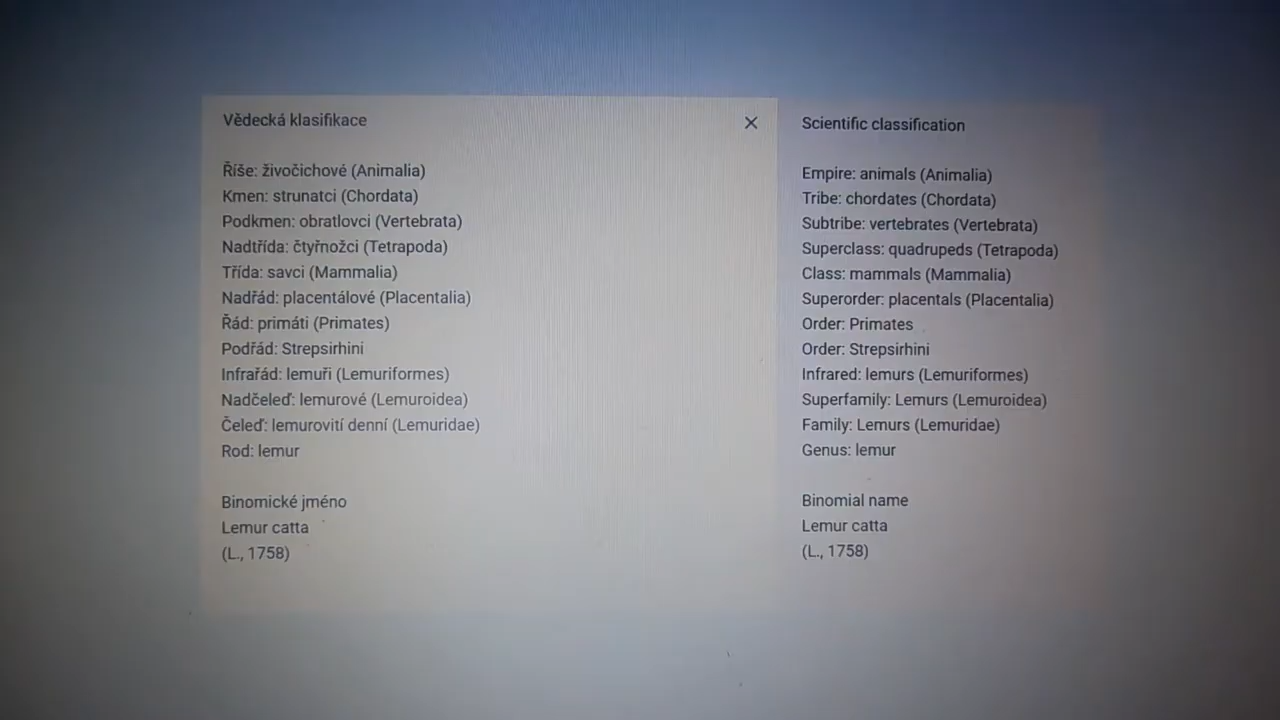 Vědecká klasifikace
Říše: živočichové (Animalia)
Kmen: strunatci (Chordata)
Podkmen: obratlovci (Vertebrata)
Nadtřída: čtyřnožci (Tetrapoda)
Třída: savci (Mammalia)
Nadřád: placentálové (Placentalia)
Řád: primáti (Primates)
Podřád: Strepsirhini
Infrařád: lemuři (Lemuriformes)
Nadčeleď: lemurové (Lemuroidea)
Čeleď: lemurovití denní (Lemuridae)
Rod: lemur
Binomické jméno
Lemur catta
(L., 1758)
Scientific classification
Empire: animals (Animalia)
Tribe: chordates (Chordata)
Subtribe: vertebrates (Vertebrata)
Superclass: quadrupeds (Tetrapoda)
Class: mammals (Mammalia)
Superorder: placentals (Placentalia)
Order: Primates
Order: Strepsirhini
Infrared: lemurs (Lemuriformes)
Superfamily: Lemurs (Lemuroidea)
Family: Lemurs (Lemuridae)
Genus: lemur
Binomial name
Lemur catta
(L., 1758)